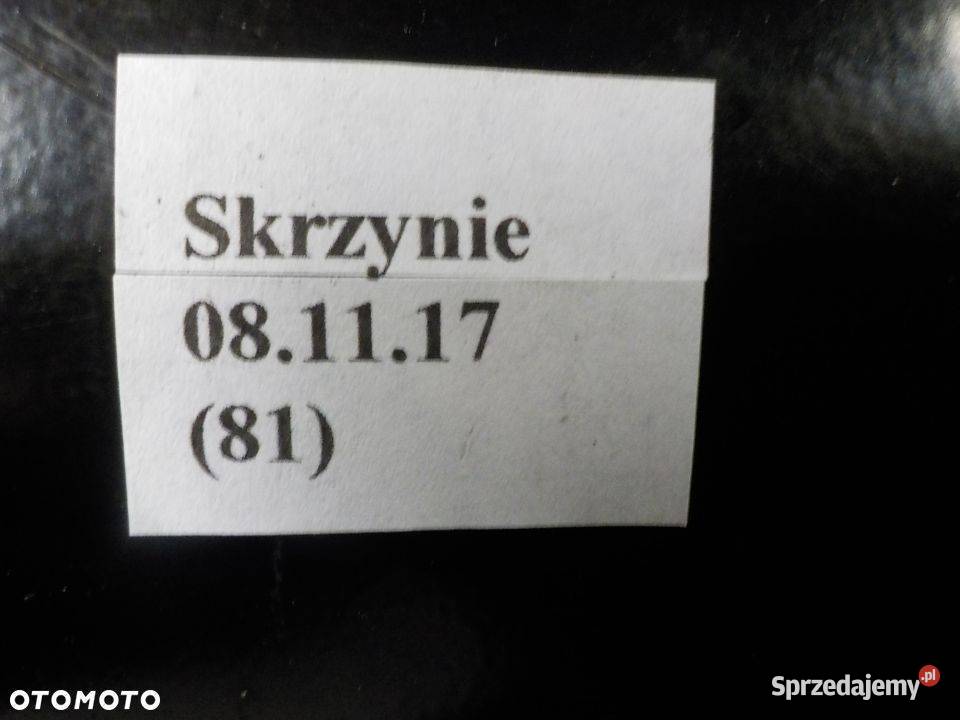 Skrzynie
08.11.17
(81)
OTOMOTO
Sprzedajemy.pl